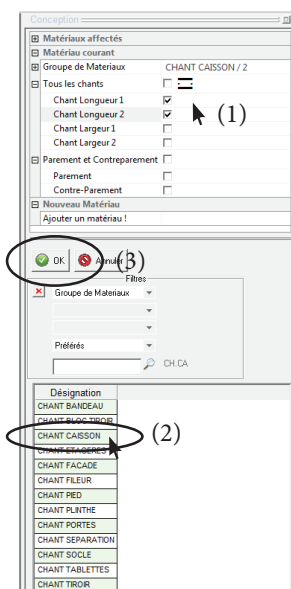 Conception
Matériaux affectés
Matériau courant
Groupe de Materiaux CHANT CAISSON / 2
Tous les chants
Chant Longueur 1 (1)
Chant Longueur 2
Chant Largeur 1
Chant Largeur 2
Parement et Contreparement
Parement
Contre-Parement
Nouveau Matériau
Ajouter un matériau !
OK Annuler (3)
Filtres
Groupe de Materiaux
Préférés
CH.CA
Désignation
CHANT BANDEAU
CHANT BLOC TIROIR
CHANT CAISSON (2)
CHANT ETAGERES
CHANT FACADE
CHANT FILEUR
CHANT PIED
CHANT PLINTHE
CHANT PORTES
CHANT SEPARATION
CHANT SOCLE
CHANT TABLETTES
CHANT TIROIR